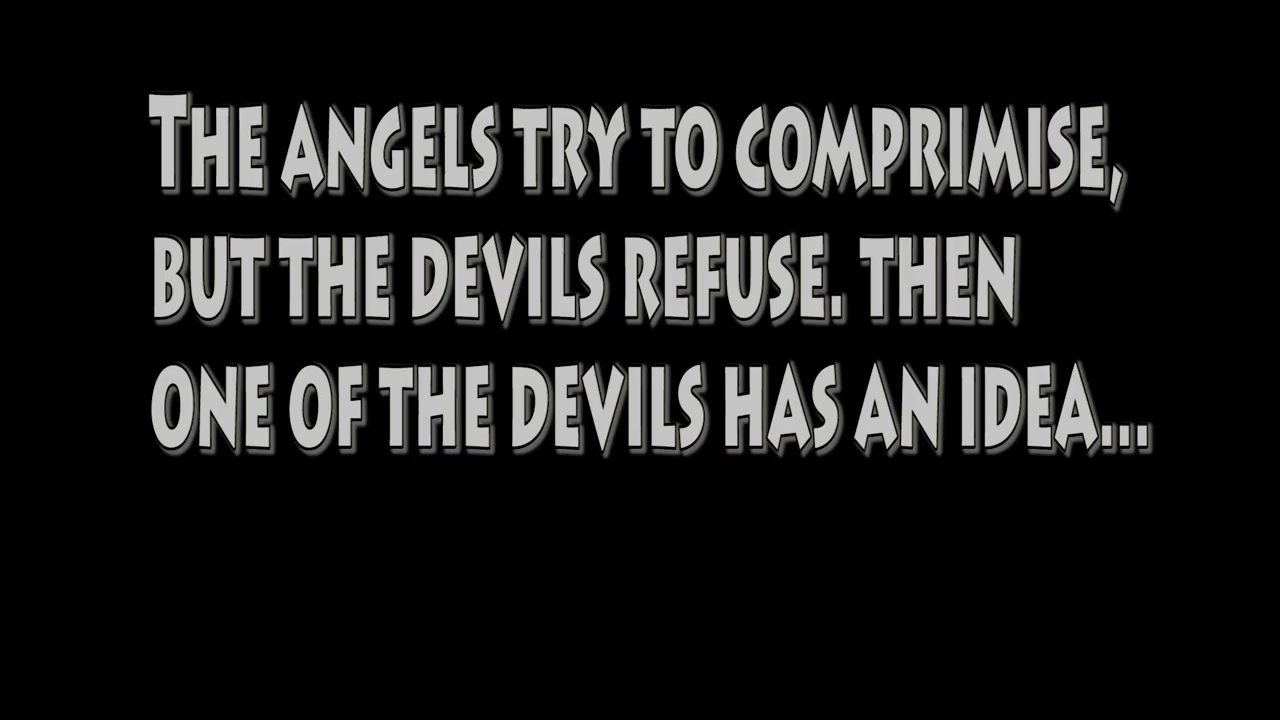 The angels try to comprimise,
but the devils refuse. then
one of the devils has an idea...